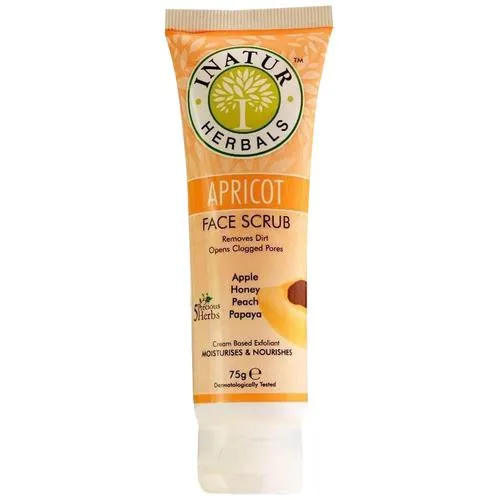 INATUR
HERBALS
™
APRICOT
FACE SCRUB
Removes Dirt
Opens Clogged Pores
Apple
Honey
Peach
Papaya
5 Precious
Herbs
Cream Based Exfoliant
MOISTURISES & NOURISHES
75g ℮
Dermatologically Tested